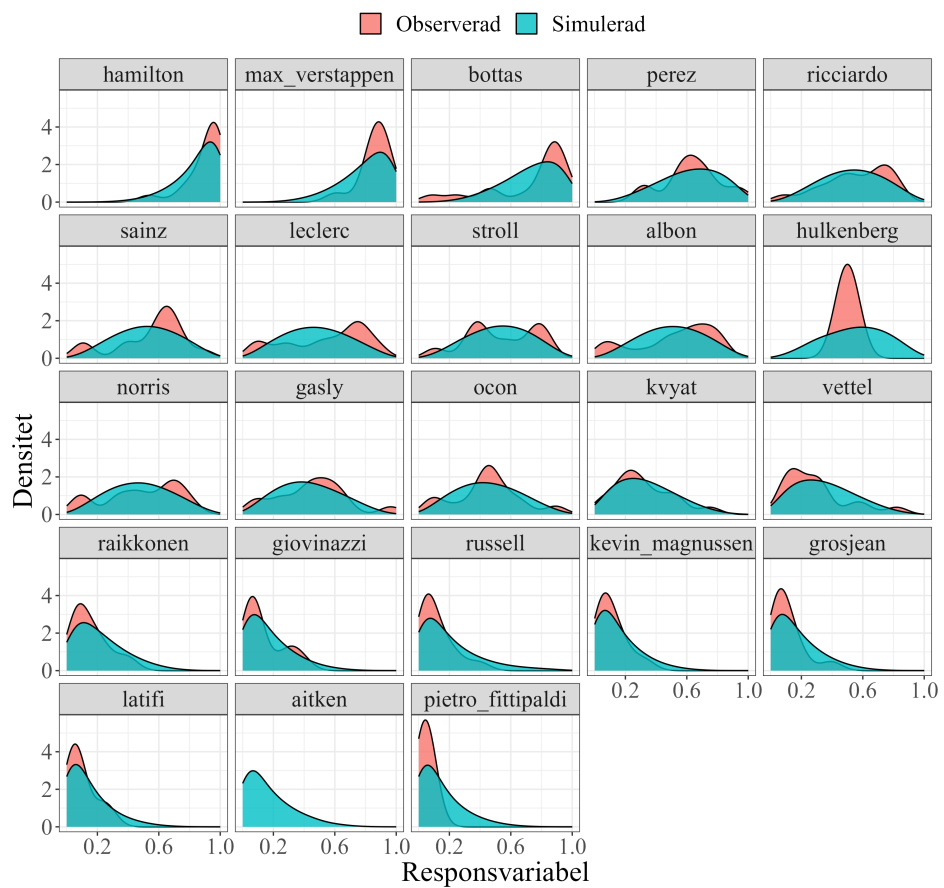 Observerad Simulerad
hamilton max_verstappen bottas perez ricciardo
4
2
0
sainz leclerc stroll albon hulkenberg
4
2
0
norris gasly ocon kvyat vettel
4
2
0
raikkonen giovinazzi russell kevin_magnussen grosjean
4
2
0
0.2 0.6 1.0 0.2 0.6 1.0
latifi aitken pietro_fittipaldi
4
2
0
0.2 0.6 1.0 0.2 0.6 1.0 0.2 0.6 1.0
Responsvariabel
Densitet